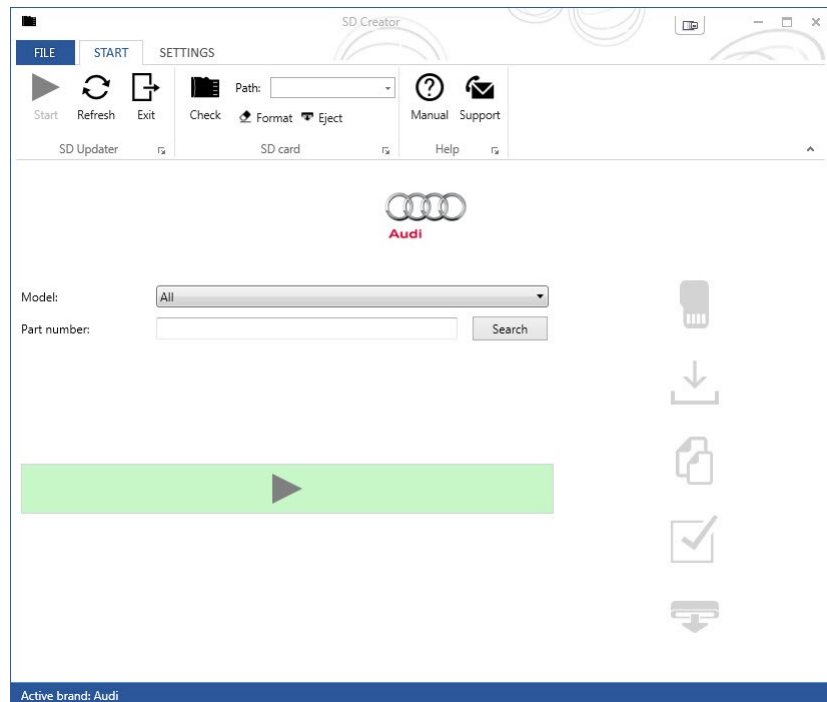 SD Creator
FILE START SETTINGS
Path:
Start Refresh Exit Check Format Eject Manual Support
SD Updater SD card Help
Audi
Model: All
Part number: Search
Active brand: Audi